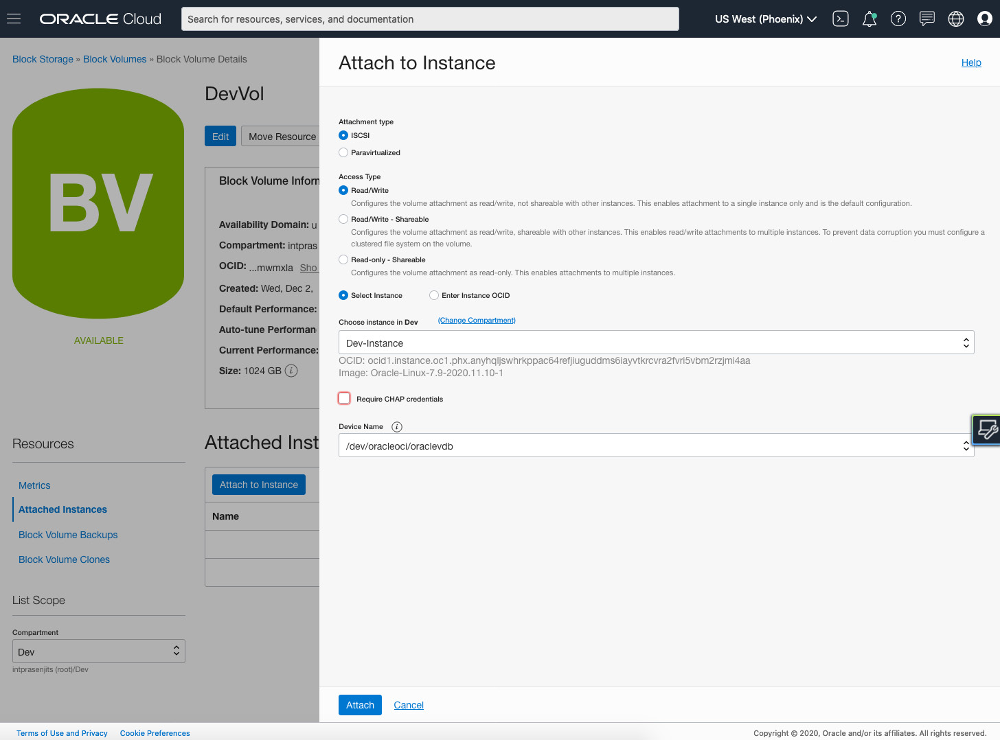 ORACLE Cloud
Search for resources, services, and documentation
US West (Phoenix)
Block Storage » Block Volumes » Block Volume Details
BV
AVAILABLE
DevVol
Edit
Move Resource
Block Volume Inforn
Availability Domain: u
Compartment: intpras
OCID: ...mwmxla Sho
Created: Wed, Dec 2,
Default Performance:
Auto-tune Performan
Current Performance:
Size: 1024 GB
Resources
Metrics
Attached Instances
Block Volume Backups
Block Volume Clones
List Scope
Compartment
Dev
intprasenjits (root)/Dev
Attached Inst
Attach to Instance
Name
Attach to Instance
Help
Attachment type
ISCSI
Paravirtualized
Access Type
Read/Write
Configures the volume attachment as read/write, not shareable with other instances. This enables attachment to a single instance only and is the default configuration.
Read/Write - Shareable
Configures the volume attachment as read/write, shareable with other instances. This enables read/write attachments to multiple instances. To prevent data corruption you must configure a
clustered file system on the volume.
Read-only - Shareable
Configures the volume attachment as read-only. This enables attachments to multiple instances.
Select Instance
Enter Instance OCID
Choose instance in Dev (Change Compartment)
Dev-Instance
OCID: ocid1.instance.oc1.phx.anyhqljswhrkppac64refjiuguddms6iayvtkrcvra2fvri5vbm2rzjmi4aa
Image: Oracle-Linux-7.9-2020.11.10-1
Require CHAP credentials
Device Name
/dev/oracleoci/oraclevdb
Attach
Cancel
Terms of Use and Privacy
Cookie Preferences
Copyright © 2020, Oracle and/or its affiliates. All rights reserved.